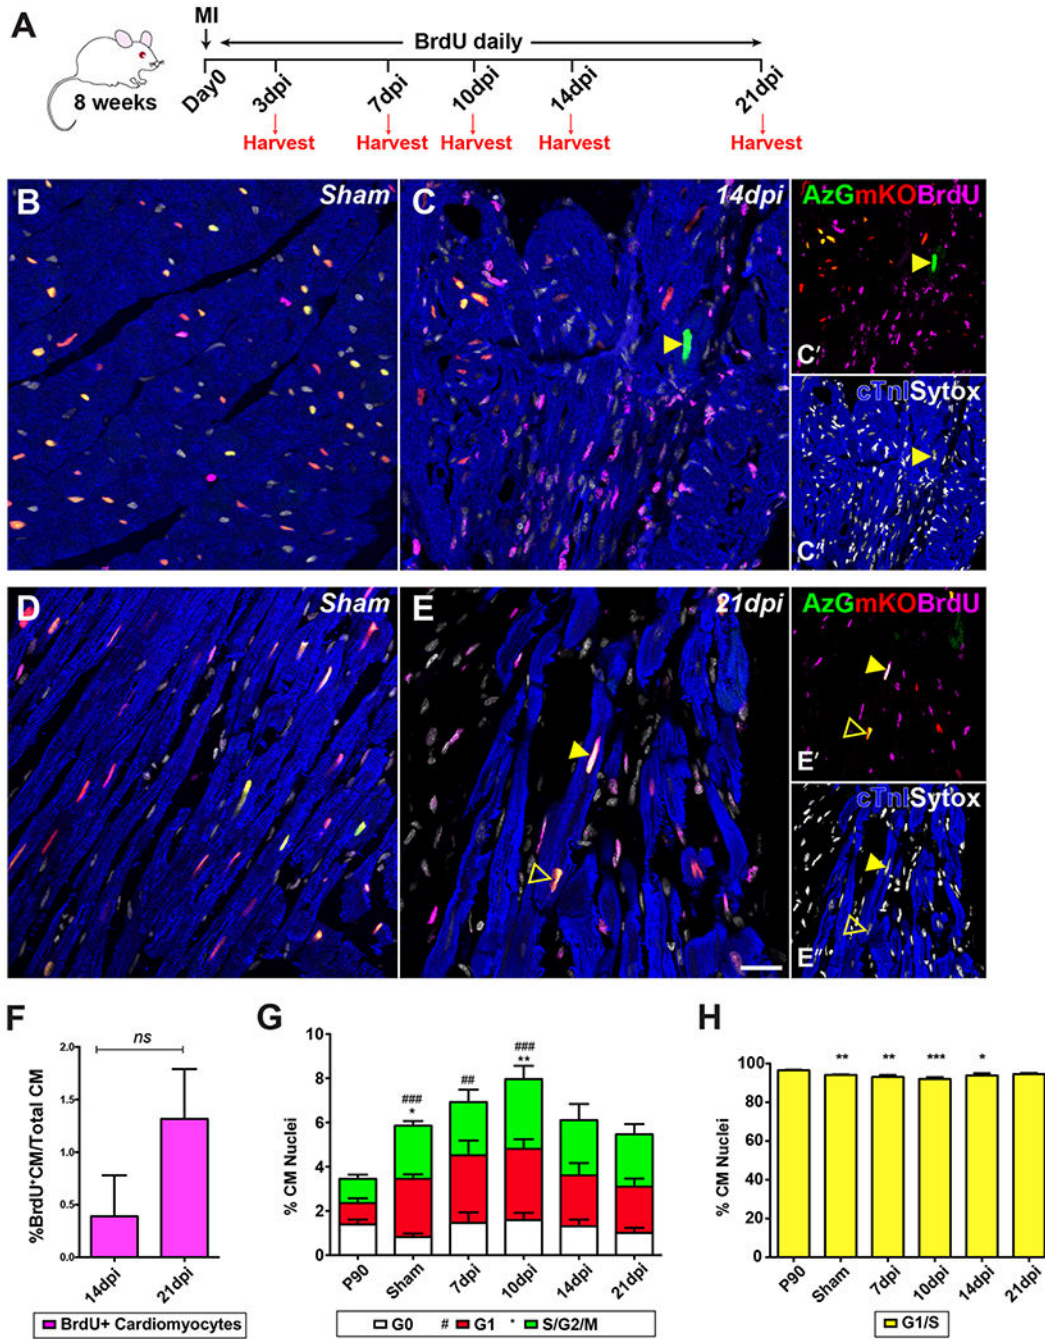 A
MI
BrdU daily
8 weeks
Day0
3dpi
7dpi
10dpi
14dpi
21dpi
Harvest
Harvest
Harvest
Harvest
Harvest
B
Sham
C
14dpi
AzGmKOBrdU
C'
cTnISytox
C"
D
Sham
E
21dpi
AzGmKOBrdU
E'
cTnISytox
E"
F
ns
%BrdU⁺CM/Total CM
2.0
1.5
1.0
0.5
0.0
14dpi
21dpi
BrdU+ Cardiomyocytes
G
% CM Nuclei
10
8
6
4
2
0
###
*
##
###
**
P90
Sham
7dpi
10dpi
14dpi
21dpi
G0 # G1 * S/G2/M
H
% CM Nuclei
100
80
60
40
20
0
** ** *** *
P90
Sham
7dpi
10dpi
14dpi
21dpi
G1/S